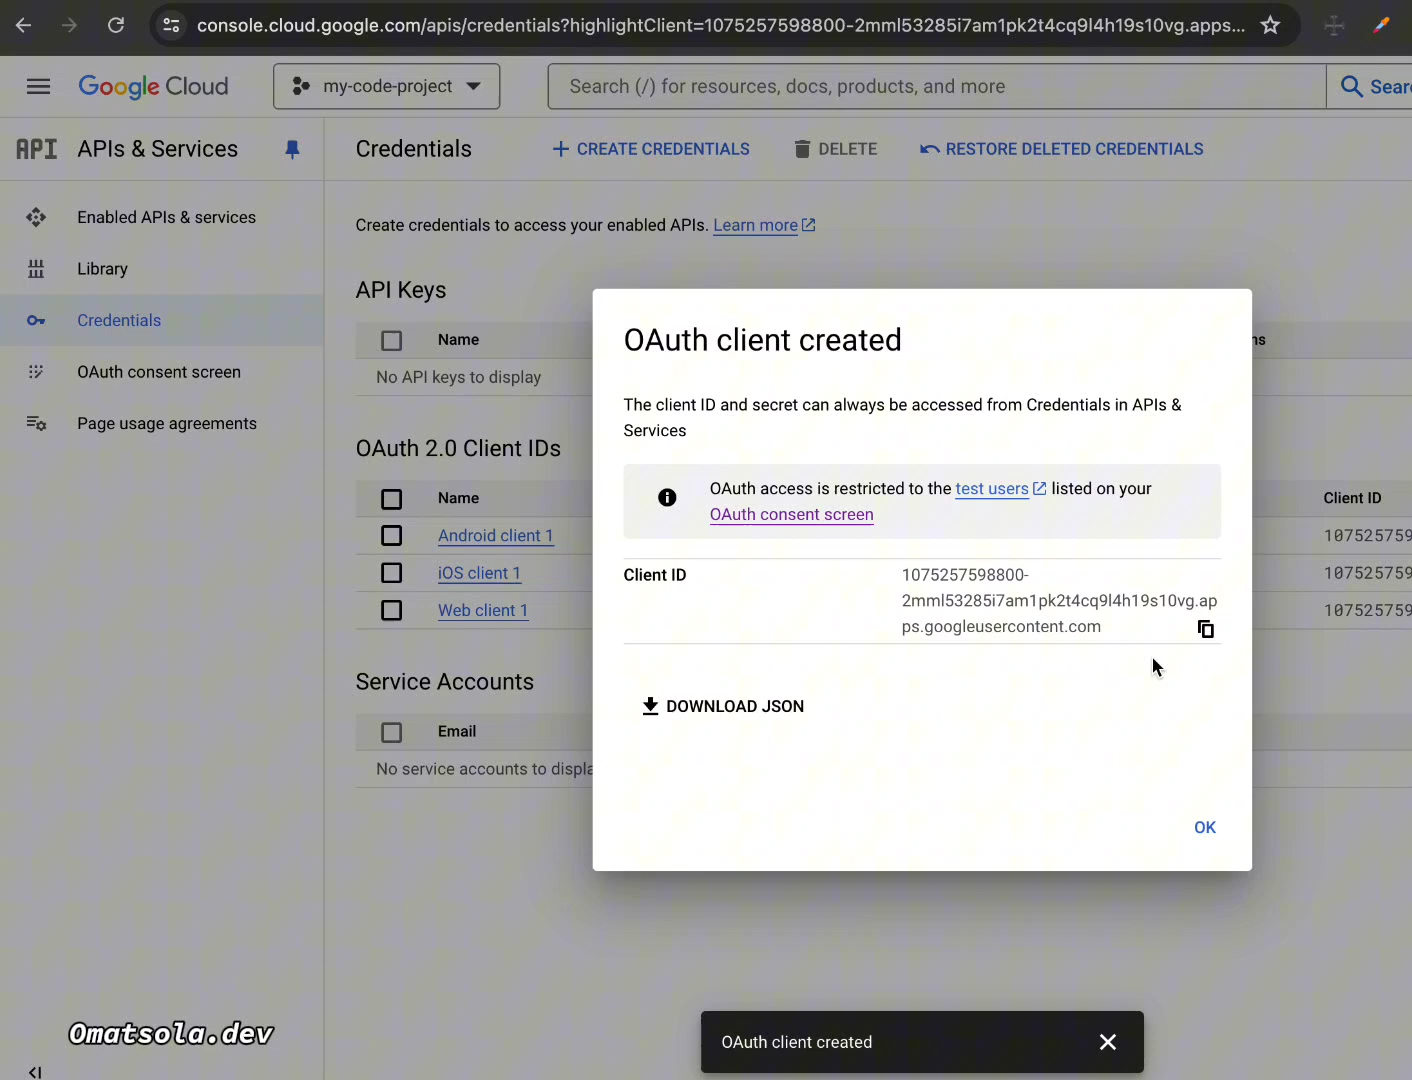 console.cloud.google.com/apis/credentials?highlightClient=1075257598800-2mml53285i7am1pk2t4cq9l4h19s10vg.apps...
Google Cloud
my-code-project
Search (/) for resources, docs, products, and more
Sear
API APIs & Services
Credentials
+ CREATE CREDENTIALS
DELETE
RESTORE DELETED CREDENTIALS
Enabled APIs & services
Library
Credentials
OAuth consent screen
Page usage agreements
Create credentials to access your enabled APIs. Learn more
API Keys
Name
ns
No API keys to display
OAuth 2.0 Client IDs
Name
Client ID
Android client 1
107525759
iOS client 1
107525759
Web client 1
107525759
Service Accounts
Email
No service accounts to displa
OAuth client created
The client ID and secret can always be accessed from Credentials in APIs &
Services
OAuth access is restricted to the test users listed on your
OAuth consent screen
Client ID
1075257598800-
2mml53285i7am1pk2t4cq9l4h19s10vg.ap
ps.googleusercontent.com
DOWNLOAD JSON
OK
Omatsola.dev
OAuth client created